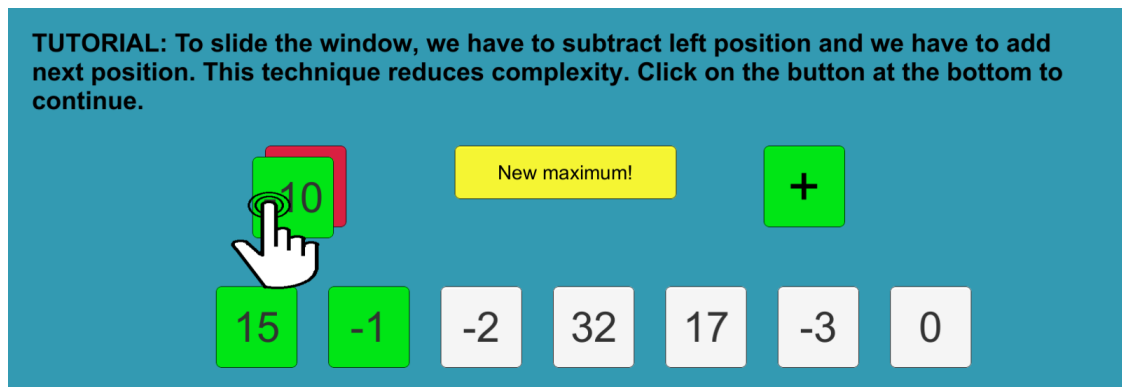 TUTORIAL: To slide the window, we have to subtract left position and we have to add
next position. This technique reduces complexity. Click on the button at the bottom to
continue.
10 New maximum! +
15 -1 -2 32 17 -3 0